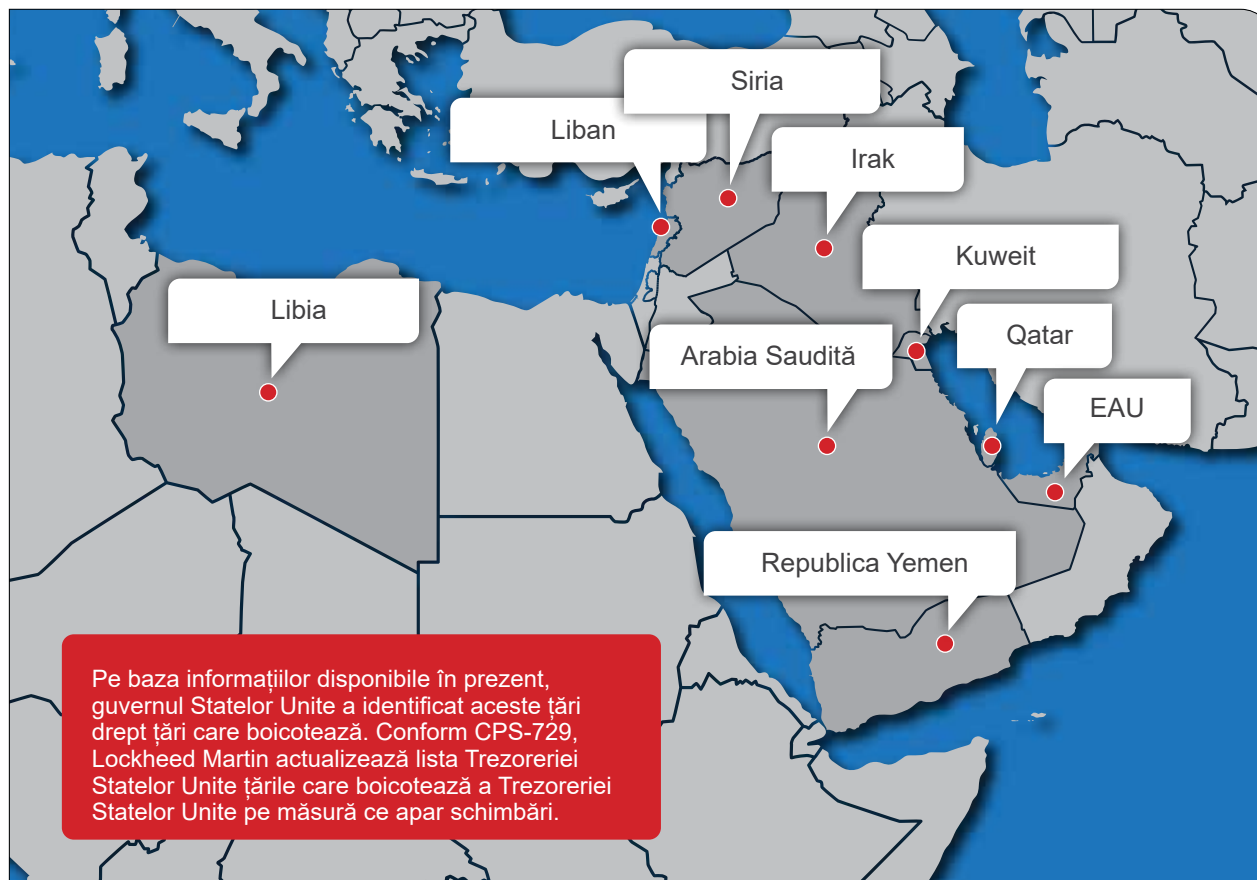 Siria
Liban
Irak
Kuweit
Libia
Qatar
Arabia Saudită
EAU
Republica Yemen
Pe baza informațiilor disponibile în prezent,
guvernul Statelor Unite a identificat aceste țări
drept țări care boicotează. Conform CPS-729,
Lockheed Martin actualizează lista Trezoreriei
Statelor Unite țările care boicotează a Trezoreriei
Statelor Unite pe măsură ce apar schimbări.